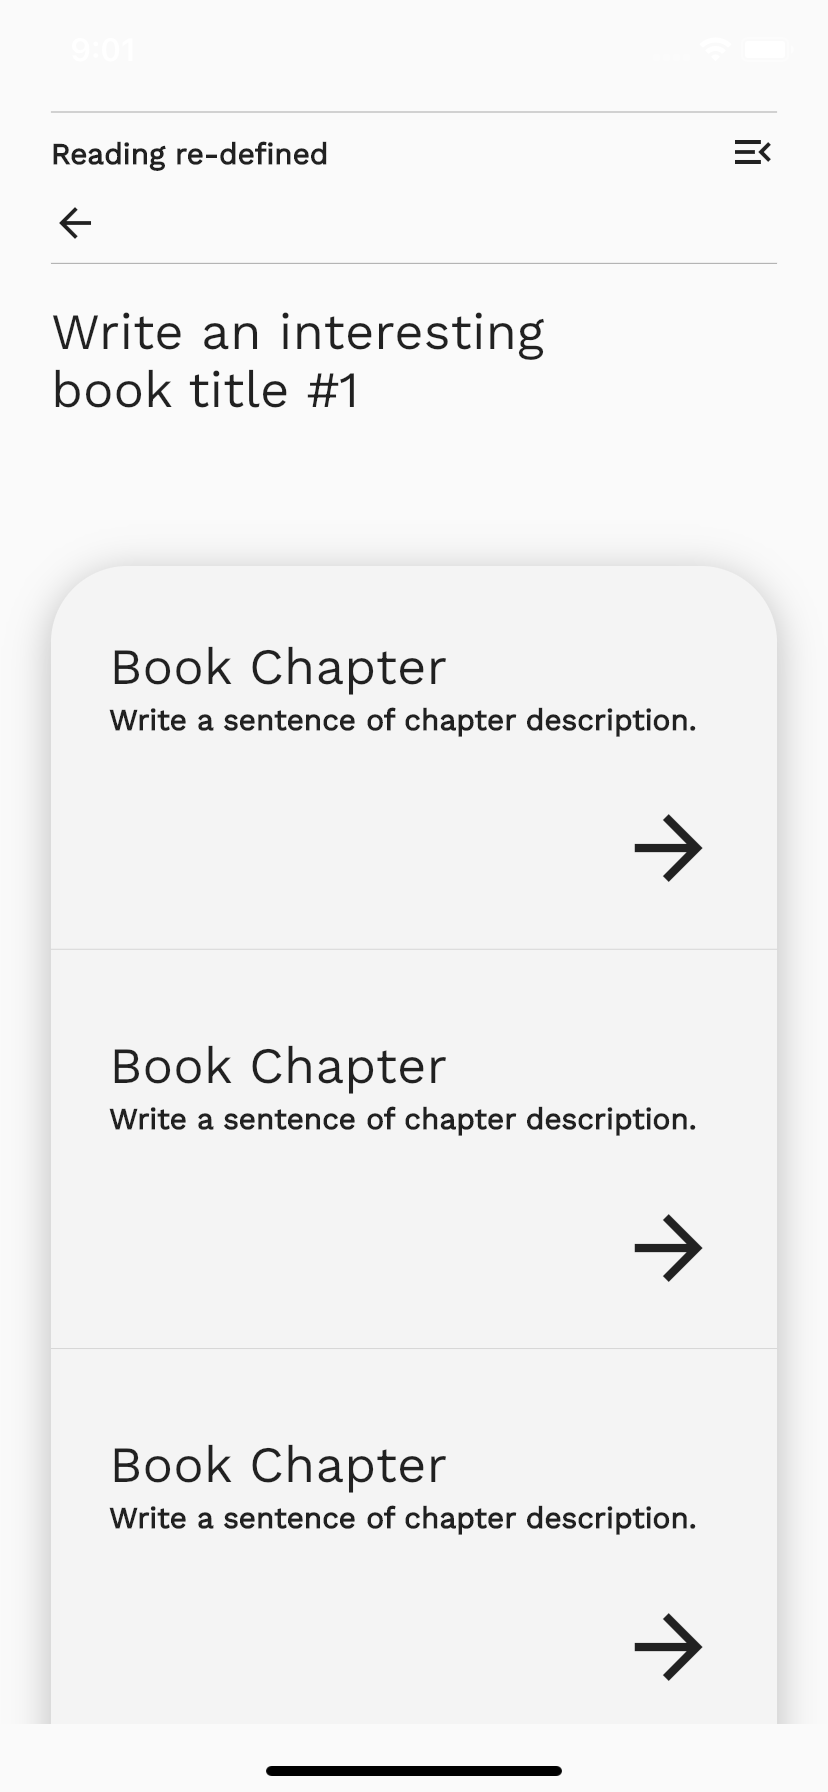 9:01
Reading re-defined
Write an interesting
book title #1
Book Chapter
Write a sentence of chapter description.
Book Chapter
Write a sentence of chapter description.
Book Chapter
Write a sentence of chapter description.